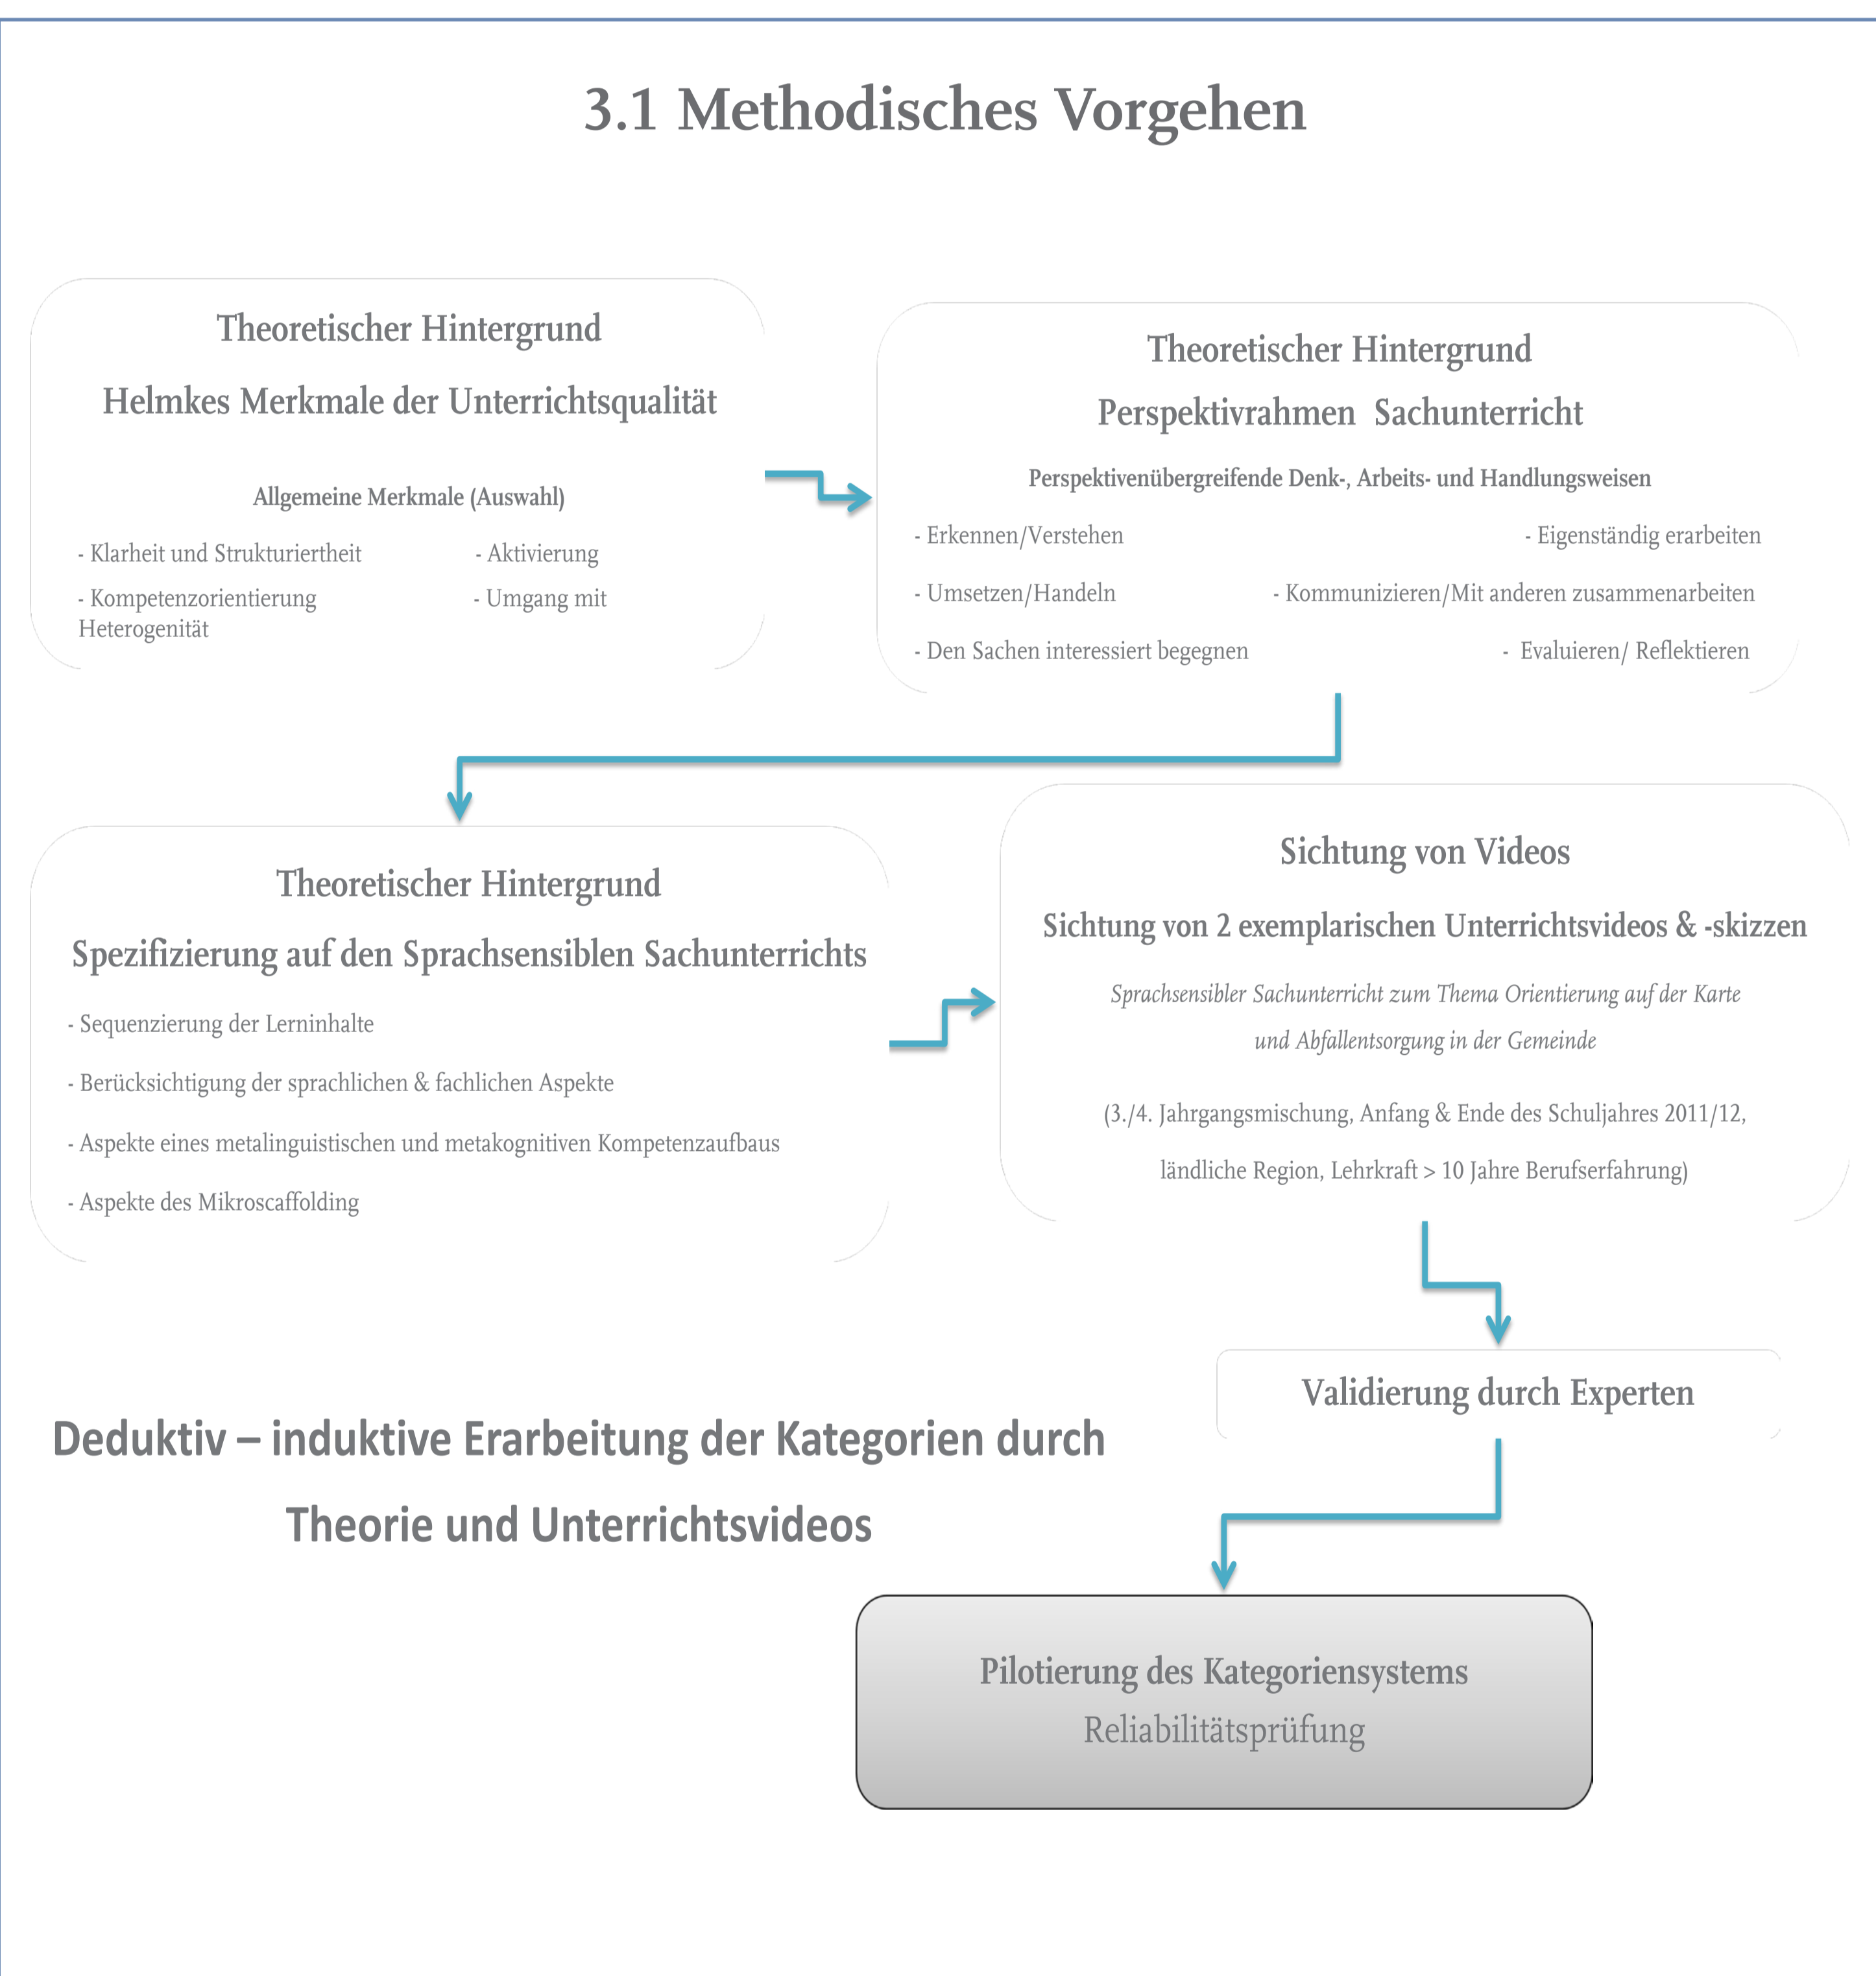 3.1 Methodisches Vorgehen
Theoretischer Hintergrund
Helmkes Merkmale der Unterrichtsqualität
Allgemeine Merkmale (Auswahl)
- Klarheit und Strukturiertheit - Aktivierung
- Kompetenzorientierung - Umgang mit
Heterogenität
Theoretischer Hintergrund
Perspektivrahmen Sachunterricht
Perspektivenübergreifende Denk-, Arbeits- und Handlungsweisen
- Erkennen/Verstehen - Eigenständig erarbeiten
- Umsetzen/Handeln - Kommunizieren/Mit anderen zusammenarbeiten
- Den Sachen interessiert begegnen - Evaluieren/ Reflektieren
Theoretischer Hintergrund
Spezifizierung auf den Sprachsensiblen Sachunterrichts
- Sequenzierung der Lerninhalte
- Berücksichtigung der sprachlichen & fachlichen Aspekte
- Aspekte eines metalinguistischen und metakognitiven Kompetenzaufbaus
- Aspekte des Mikroscaffolding
Sichtung von Videos
Sichtung von 2 exemplarischen Unterrichtsvideos & -skizzen
Sprachsensibler Sachunterricht zum Thema Orientierung auf der Karte
und Abfallentsorgung in der Gemeinde
(3./4. Jahrgangsmischung, Anfang & Ende des Schuljahres 2011/12,
ländliche Region, Lehrkraft > 10 Jahre Berufserfahrung)
Validierung durch Experten
Deduktiv – induktive Erarbeitung der Kategorien durch
Theorie und Unterrichtsvideos
Pilotierung des Kategoriensystems
Reliabilitätsprüfung